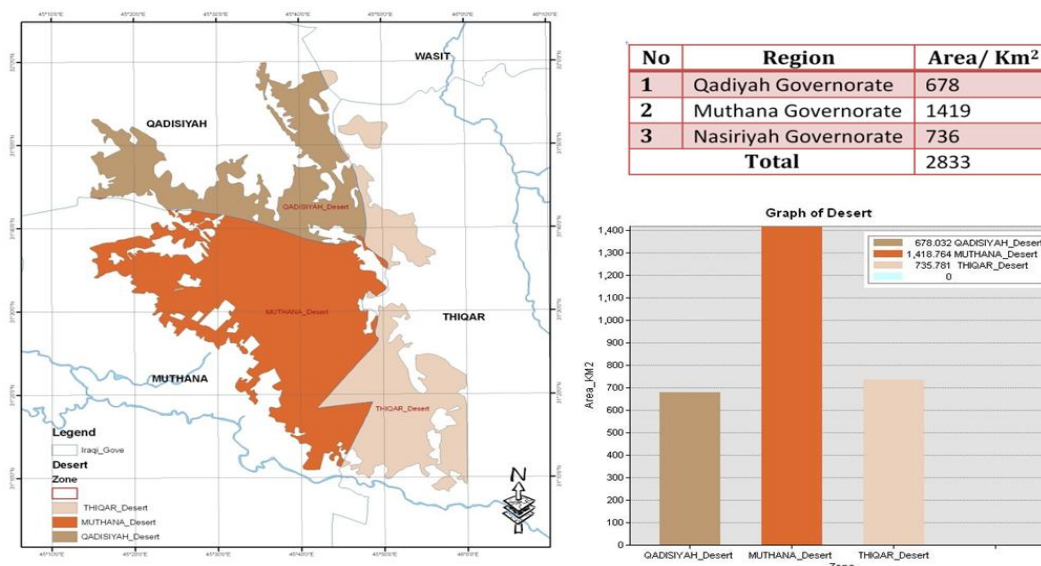 WASIT
QADISIYAH
QADISIYAH_Desert
MUTHANA_Desert
THIQAR
MUTHANA
THIQAR_Desert
N
Legend
Iraqi_Gove
Desert
Zone
THIQAR_Desert
MUTHANA_Desert
QADISIYAH_Desert
No Region Area/ Km²
1 Qadiyah Governorate 678
2 Muthana Governorate 1419
3 Nasiriyah Governorate 736
Total 2833
Graph of Desert
678.032 QADISIYAH_Desert
1,418.764 MUTHANA_Desert
735.781 THIQAR_Desert
0
Area_KM2
1,400
1,300
1,200
1,100
1,000
900
800
700
600
500
400
300
200
100
0
QADISIYAH_Desert MUTHANA_Desert THIQAR_Desert